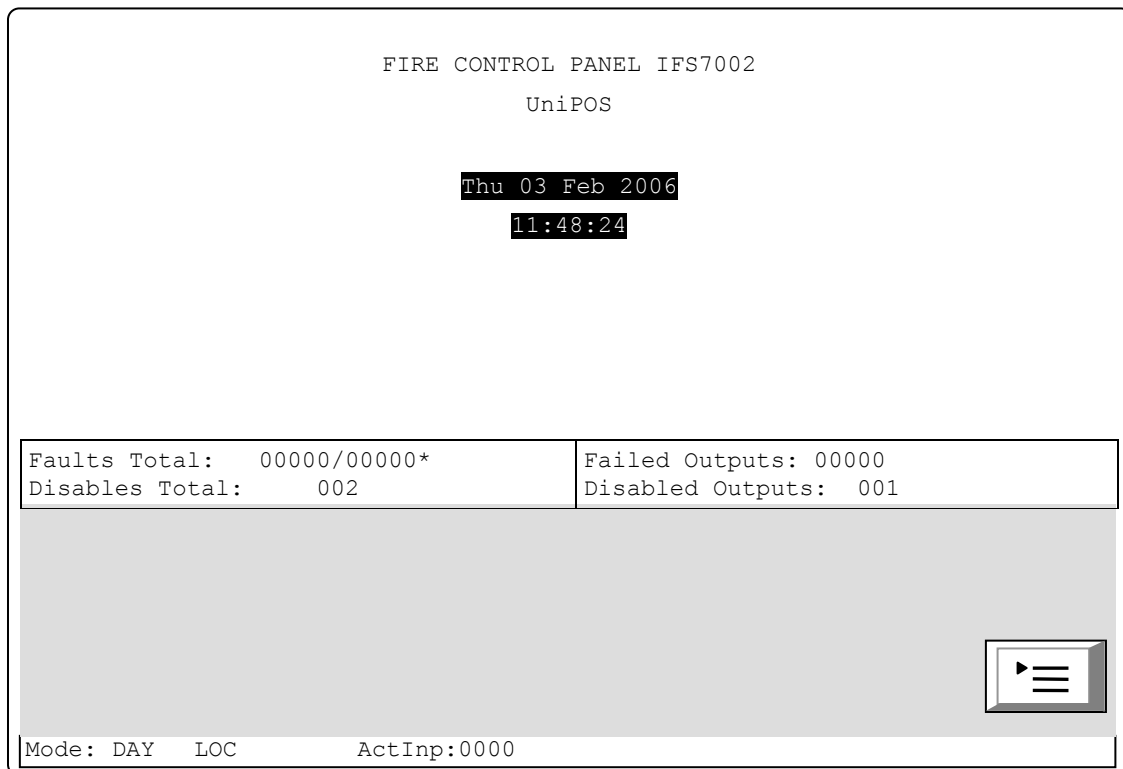 FIRE CONTROL PANEL IFS7002
UniPOS
Thu 03 Feb 2006
11:48:24
Faults Total: 00000/00000*
Disables Total: 002
Failed Outputs: 00000
Disabled Outputs: 001
Mode: DAY LOC ActInp:0000